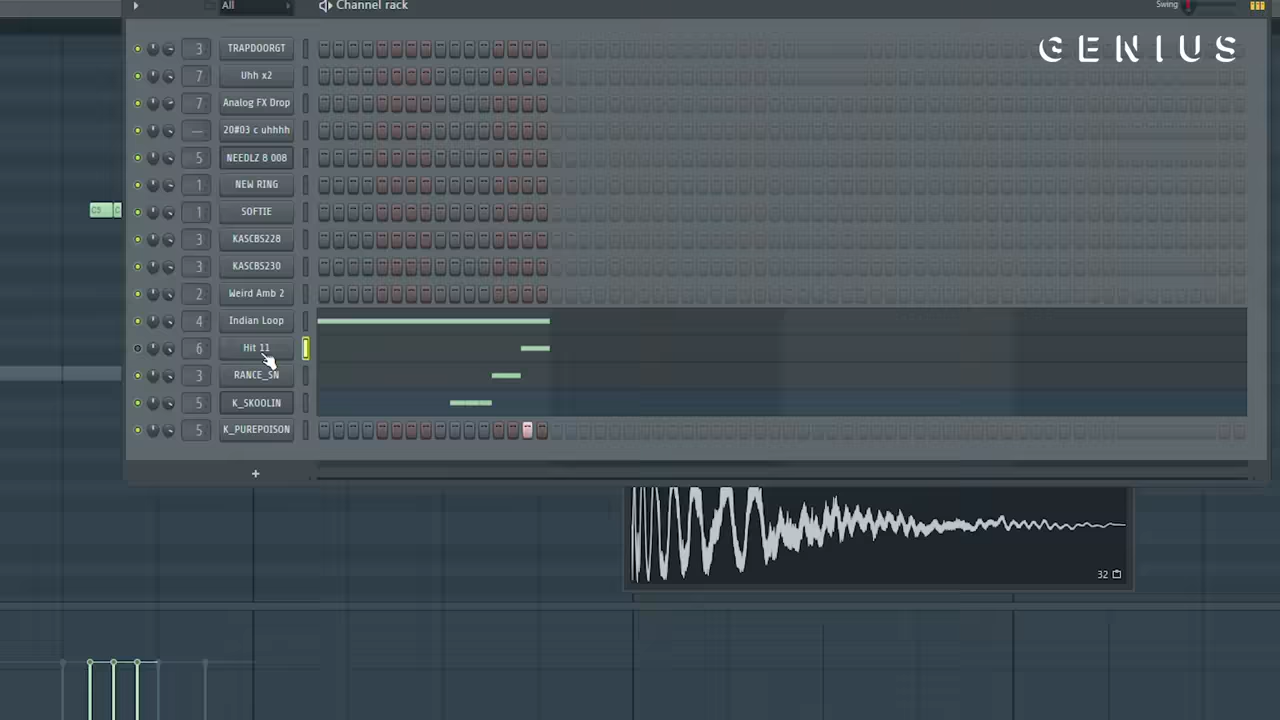 All
Channel rack
Swing
GENIUS
3 TRAPDOORGT
7 Uhh x2
7 Analog FX Drop
— 20#03 c uhhhh
C5 C
5 NEEDLZ 8 008
1 NEW RING
1 SOFTIE
3 KASCBS228
3 KASCBS230
2 Weird Amb 2
4 Indian Loop
6 Hit 11
3 RANCE_SN
5 K_SKOOLIN
5 K_PUREPOISON
+
32